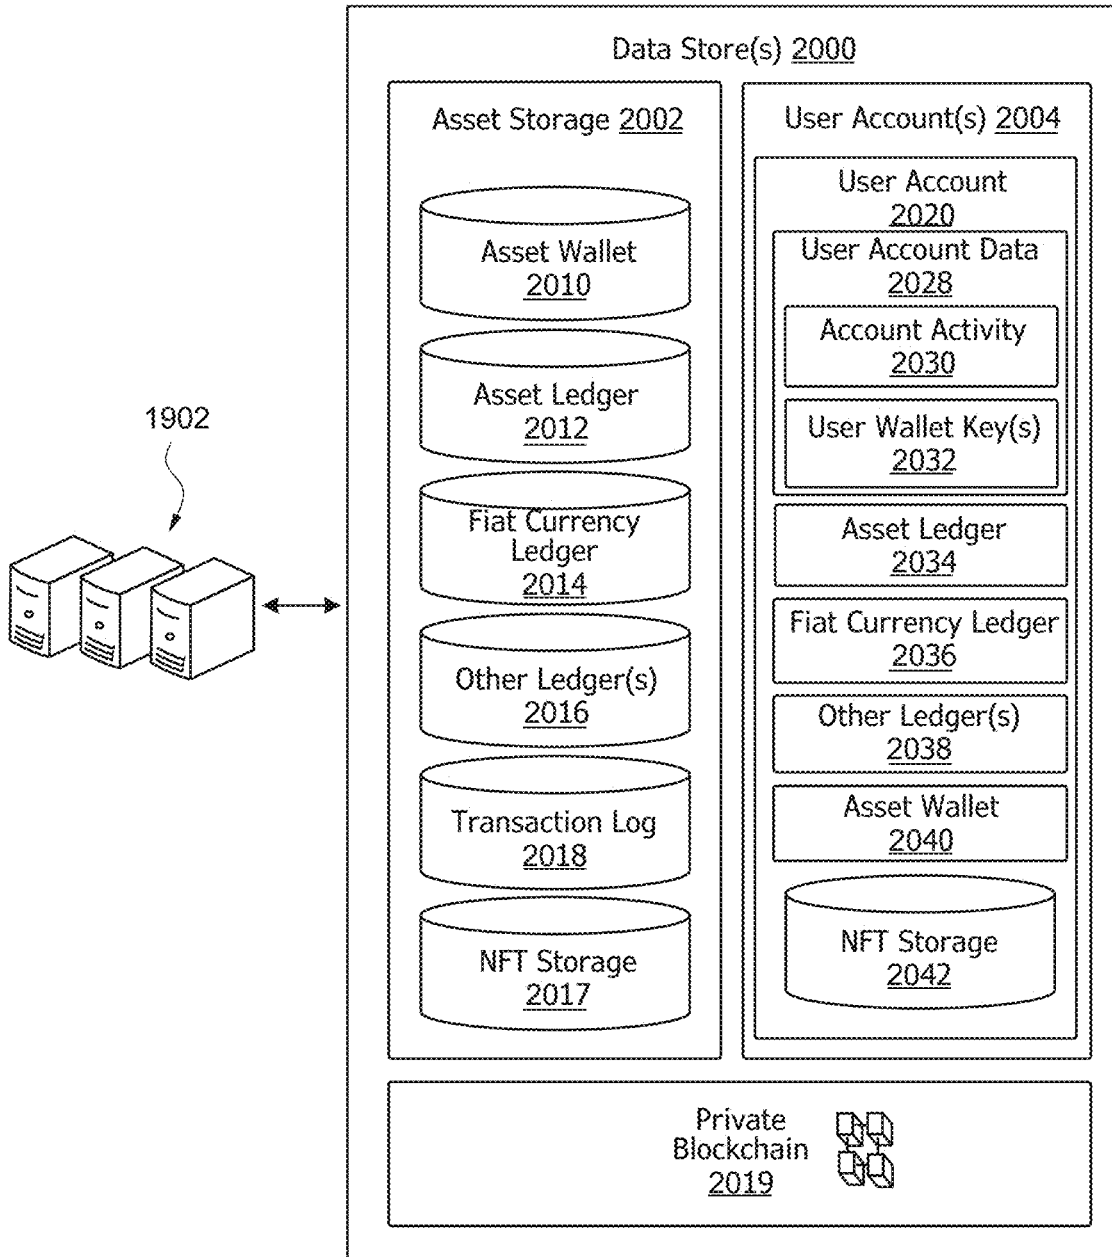 Data Store(s) 2000
Asset Storage 2002
Asset Wallet
2010
Asset Ledger
2012
Fiat Currency
Ledger
2014
Other Ledger(s)
2016
Transaction Log
2018
NFT Storage
2017
User Account(s) 2004
User Account
2020
User Account Data
2028
Account Activity
2030
User Wallet Key(s)
2032
Asset Ledger
2034
Fiat Currency Ledger
2036
Other Ledger(s)
2038
Asset Wallet
2040
NFT Storage
2042
1902
Private
Blockchain
2019